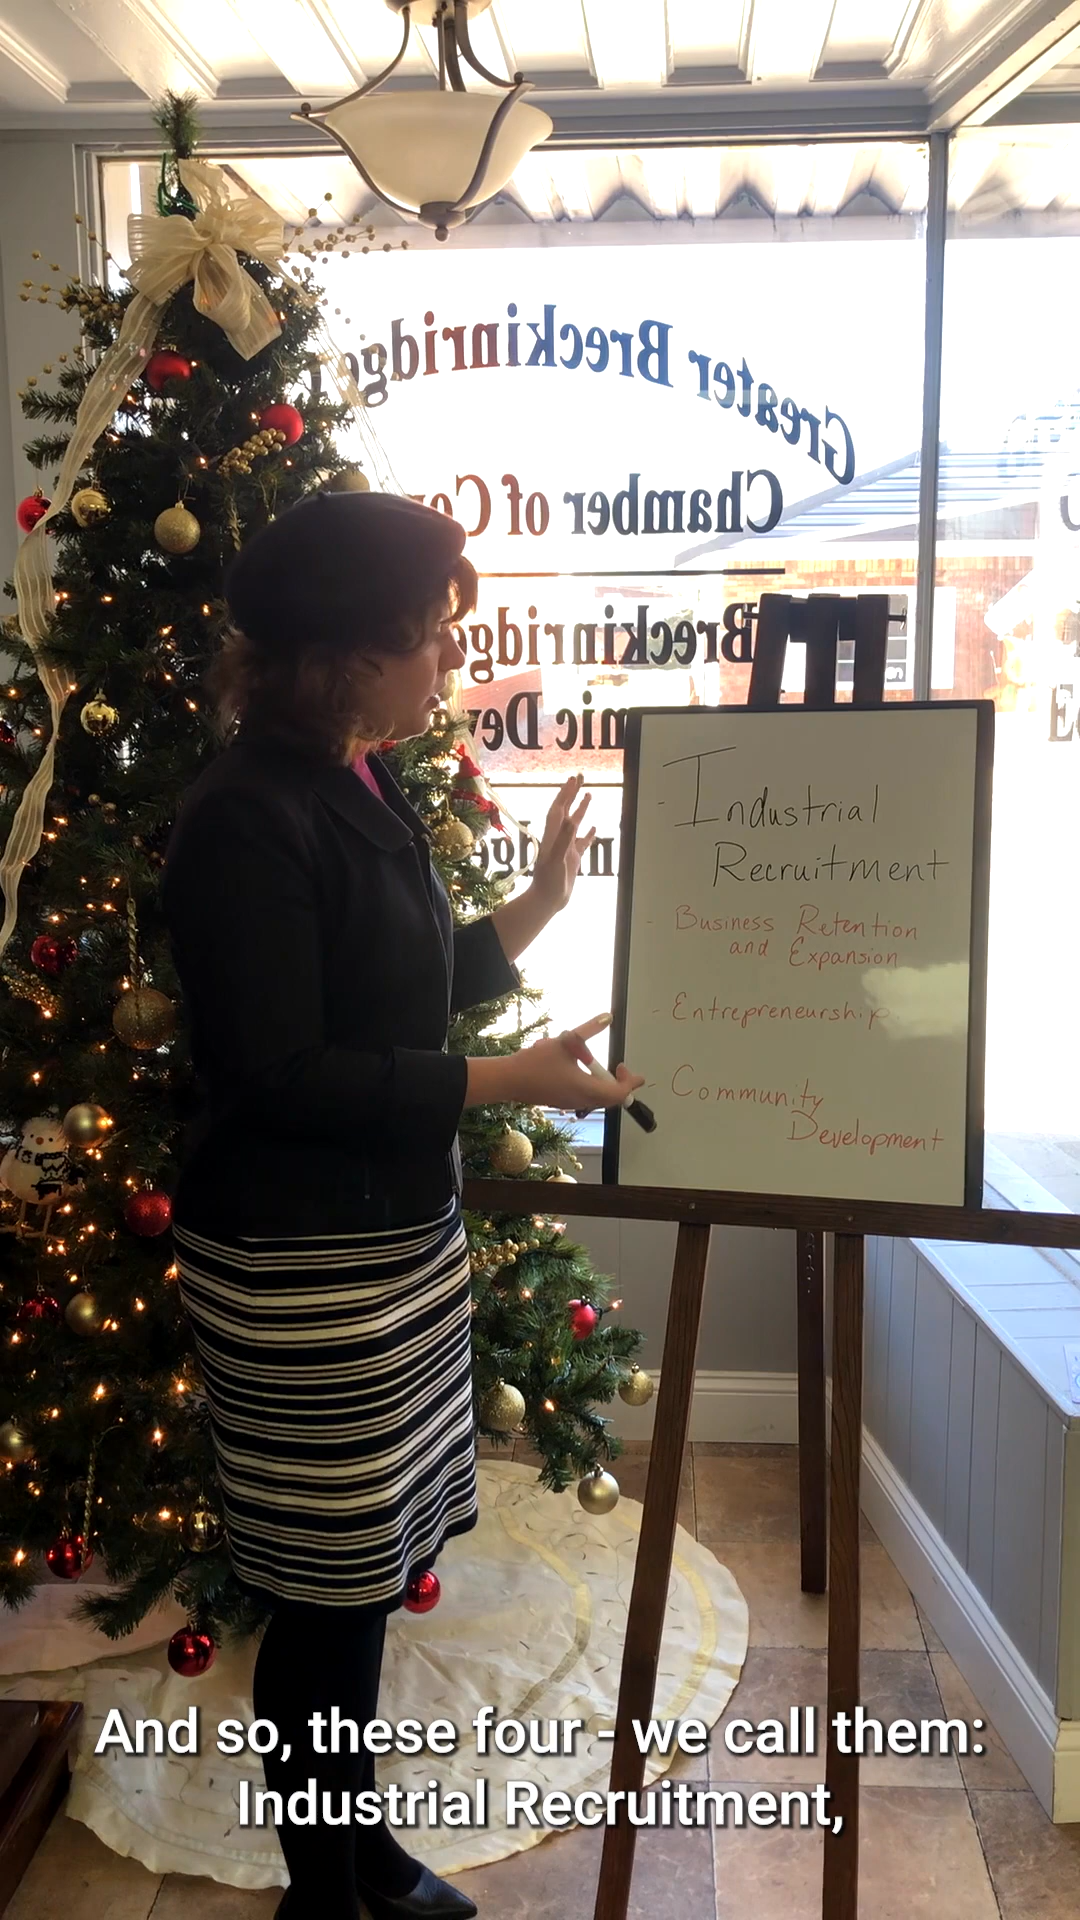 Greater Breckinridge
Chamber of Co
Breckinridge
mic Dev
- Industrial
Recruitment
- Business Retention
and Expansion
- Entrepreneurship
- Community
Development
And so, these four - we call them:
Industrial Recruitment,